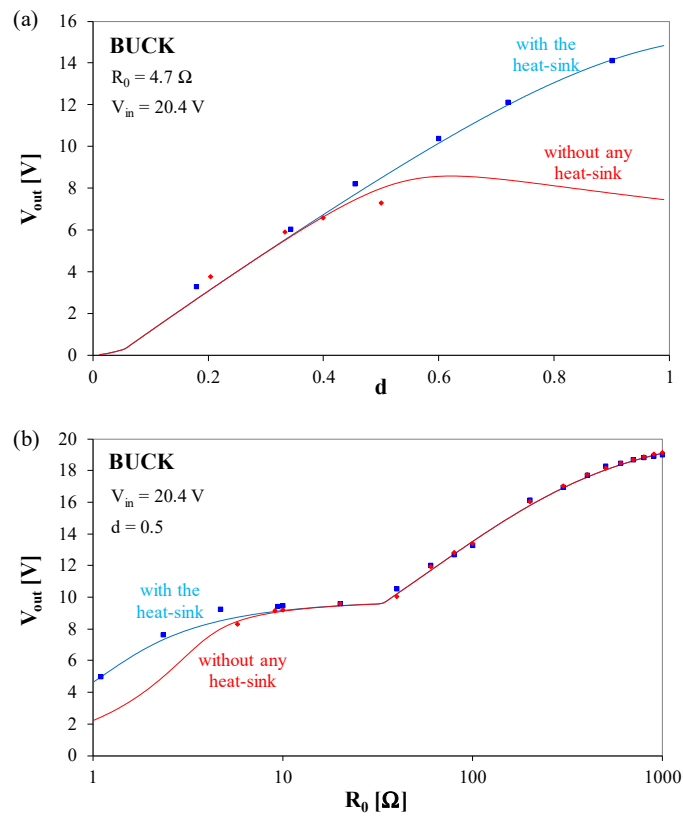 (a)
BUCK
R0 = 4.7 Ω
Vin = 20.4 V
with the
heat-sink
without any
heat-sink
Vout [V]
16
14
12
10
8
6
4
2
0
0 0.2 0.4 0.6 0.8 1
d
(b)
BUCK
Vin = 20.4 V
d = 0.5
with the
heat-sink
without any
heat-sink
Vout [V]
20
18
16
14
12
10
8
6
4
2
0
1 10 100 1000
R0 [Ω]